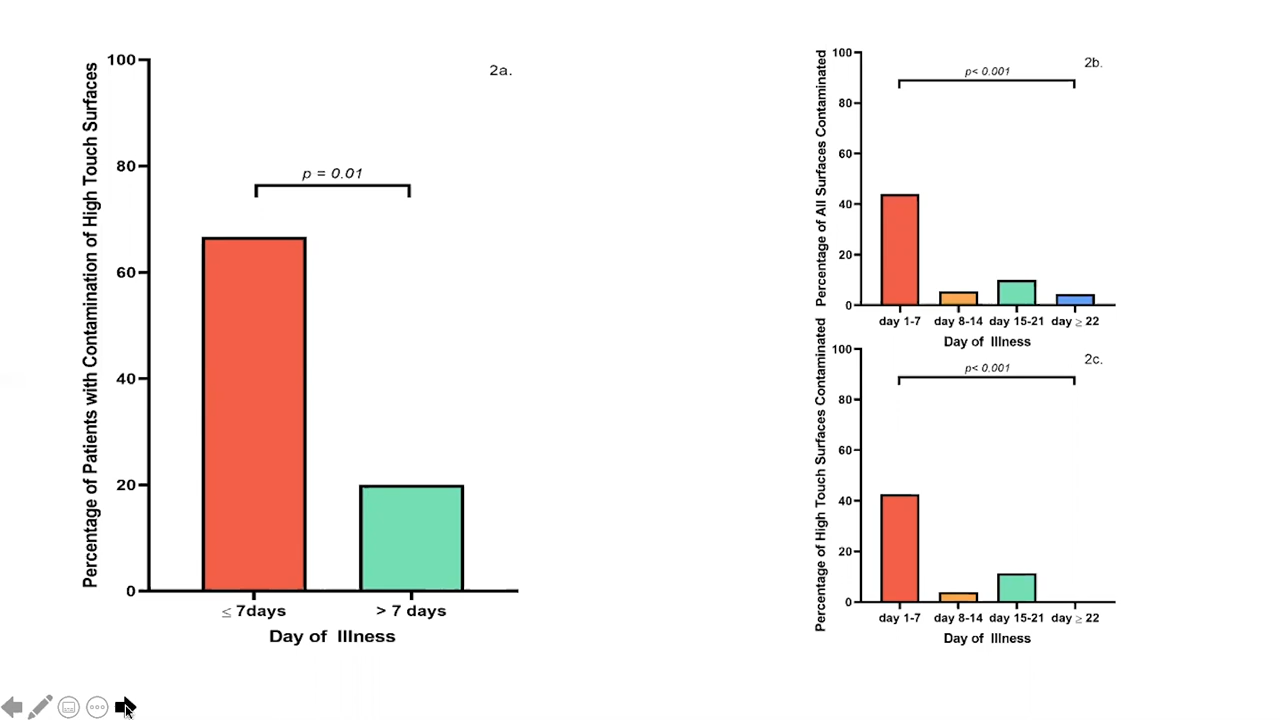 2a.
Percentage of Patients with Contamination of High Touch Surfaces
100
80
60
40
20
0
p = 0.01
≤ 7days
> 7 days
Day of Illness
2b.
Percentage of All Surfaces Contaminated
100
80
60
40
20
0
p< 0.001
day 1-7
day 8-14
day 15-21
day ≥ 22
Day of Illness
2c.
Percentage of High Touch Surfaces Contaminated
100
80
60
40
20
0
p< 0.001
day 1-7
day 8-14
day 15-21
day ≥ 22
Day of Illness